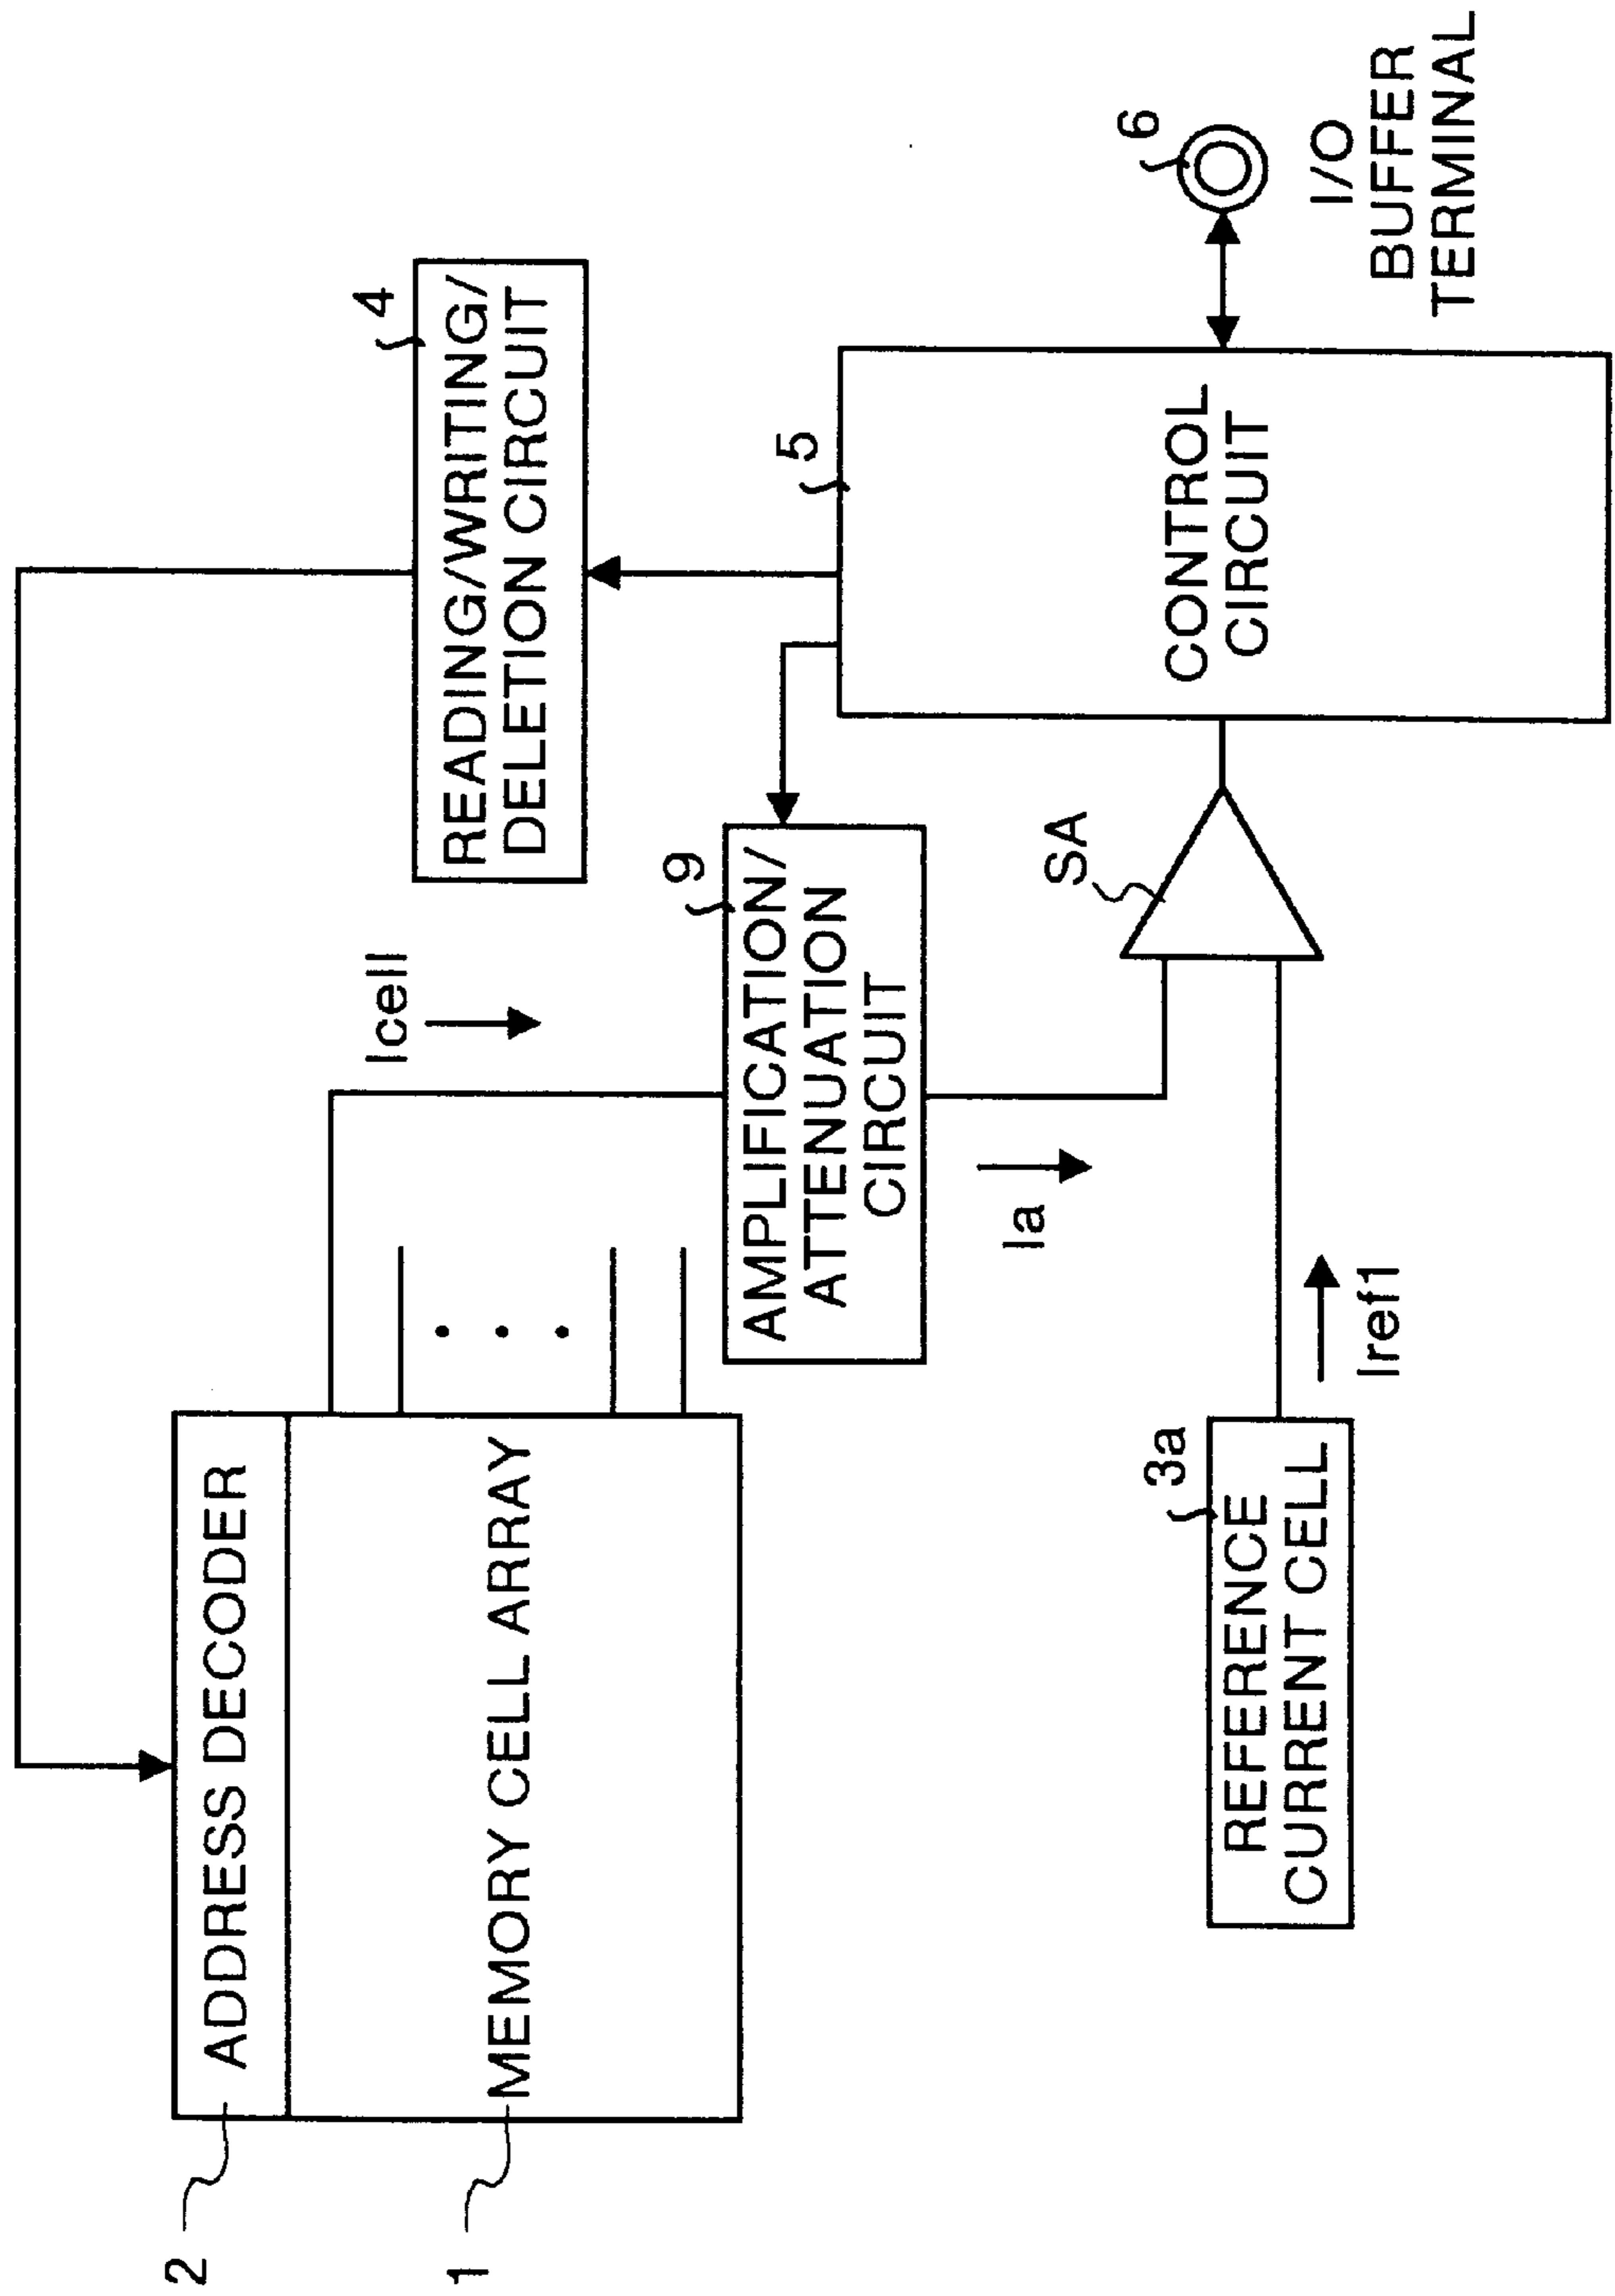 2
ADDRESS DECODER
1
MEMORY CELL ARRAY
Icell
4
READING/WRITING/
DELETION CIRCUIT
9
AMPLIFICATION/
ATTENUATION
CIRCUIT
Ia
SA
5
CONTROL
CIRCUIT
6
I/O
BUFFER
TERMINAL
3a
REFERENCE
CURRENT CELL
Iref1